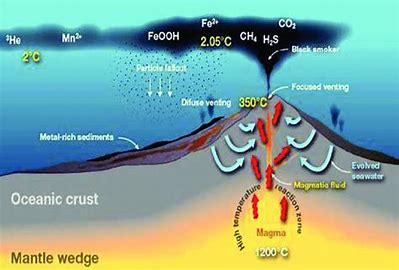 ³He
Mn²⁺
FeOOH
Fe²⁺
CH₄
H₂S
CO₂
2°C
2.05°C
Black smoker
Particle fallout
Focused venting
Difuse venting
350°C
Metal-rich sediments
Evolved
seawater
Magmatic fluid
Oceanic crust
High temperature
reaction zone
Magma
1200°C
Mantle wedge